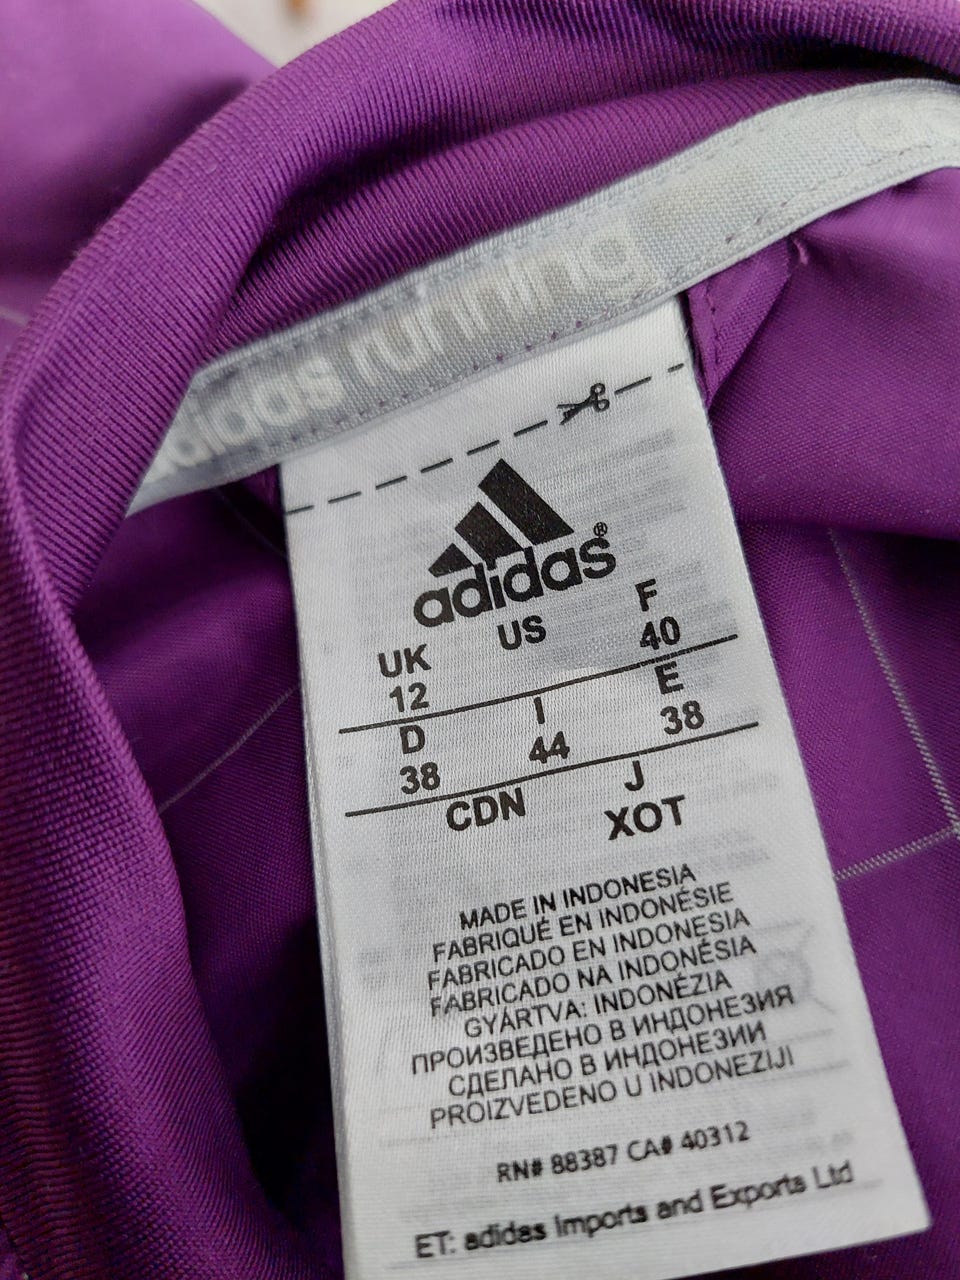 adidas running
adidas®
UK US F
12 40
D I E
38 44 38
CDN J
XOT
MADE IN INDONESIA
FABRIQUÉ EN INDONÉSIE
FABRICADO EN INDONESIA
FABRICADO NA INDONÉSIA
GYÁRTVA: INDONÉZIA
ПРОИЗВЕДЕНО В ИНДОНЕЗИЯ
СДЕЛАНО В ИНДОНЕЗИИ
PROIZVEDENO U INDONEZIJI
RN# 88387 CA# 40312
ET: adidas Imports and Exports Ltd